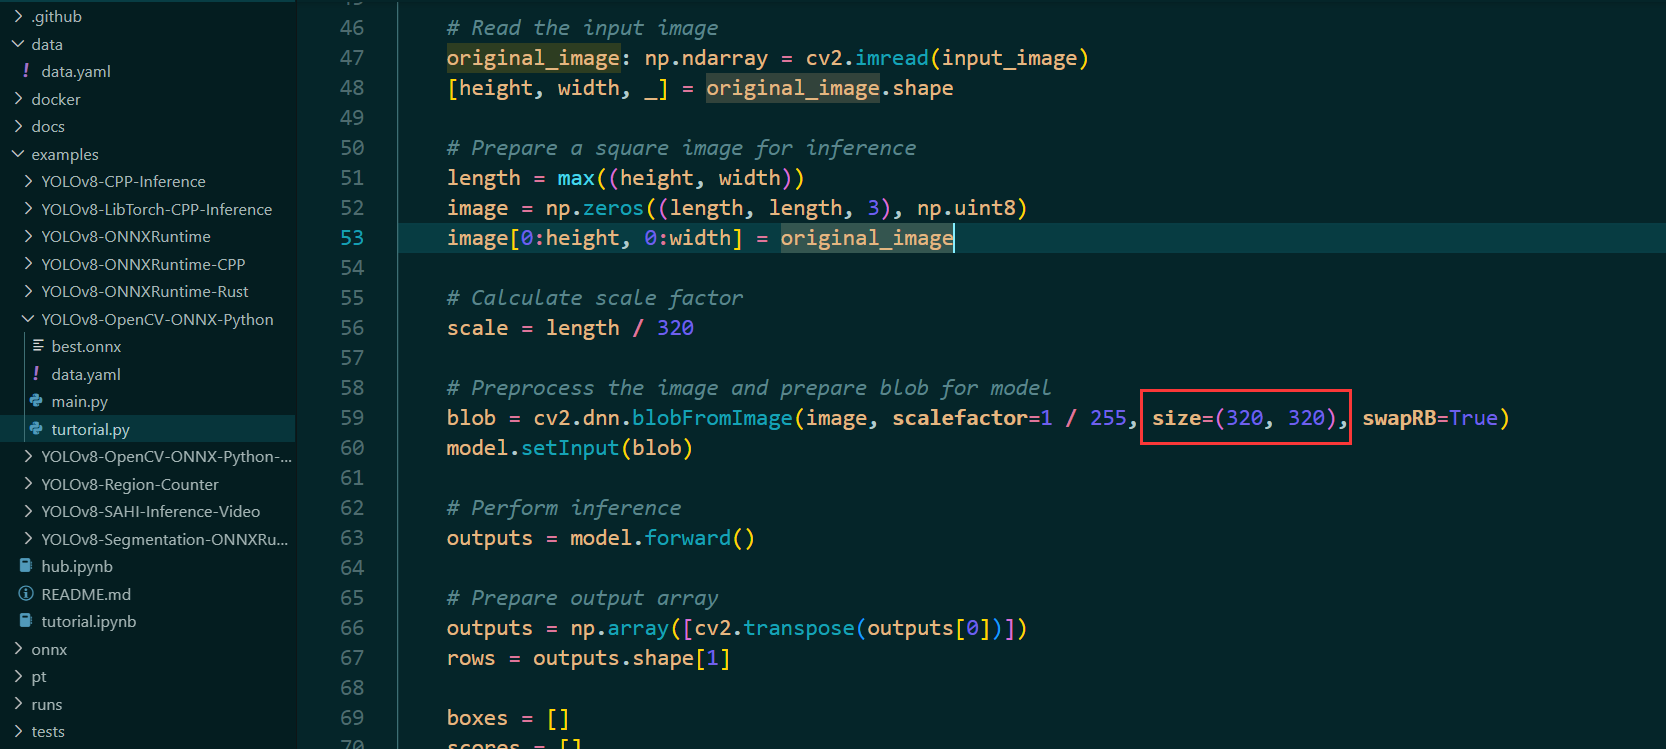 .github
data
! data.yaml
docker
docs
examples
YOLOv8-CPP-Inference
YOLOv8-LibTorch-CPP-Inference
YOLOv8-ONNXRuntime
YOLOv8-ONNXRuntime-CPP
YOLOv8-ONNXRuntime-Rust
YOLOv8-OpenCV-ONNX-Python
best.onnx
! data.yaml
main.py
turtorial.py
YOLOv8-OpenCV-ONNX-Python-...
YOLOv8-Region-Counter
YOLOv8-SAHI-Inference-Video
YOLOv8-Segmentation-ONNXRu...
hub.ipynb
README.md
tutorial.ipynb
onnx
pt
runs
tests
46 # Read the input image
47 original_image: np.ndarray = cv2.imread(input_image)
48 [height, width, _] = original_image.shape
49
50 # Prepare a square image for inference
51 length = max((height, width))
52 image = np.zeros((length, length, 3), np.uint8)
53 image[0:height, 0:width] = original_image
54
55 # Calculate scale factor
56 scale = length / 320
57
58 # Preprocess the image and prepare blob for model
59 blob = cv2.dnn.blobFromImage(image, scalefactor=1 / 255, size=(320, 320), swapRB=True)
60 model.setInput(blob)
61
62 # Perform inference
63 outputs = model.forward()
64
65 # Prepare output array
66 outputs = np.array([cv2.transpose(outputs[0])])
67 rows = outputs.shape[1]
68
69 boxes = []
70 scores = []